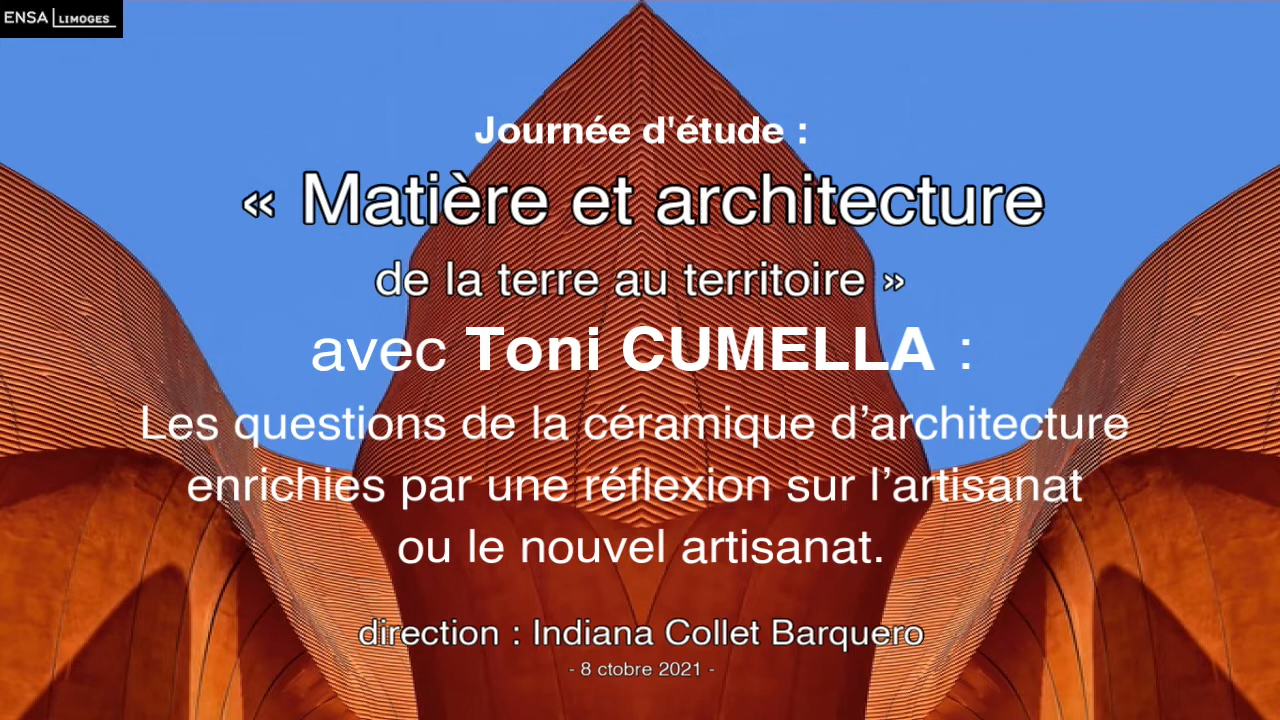 ENSA LIMOGES
Journée d'étude :
« Matière et architecture
de la terre au territoire »
avec Toni CUMELLA :
Les questions de la céramique d’architecture
enrichies par une réflexion sur l’artisanat
ou le nouvel artisanat.
direction : Indiana Collet Barquero
- 8 ctobre 2021 -